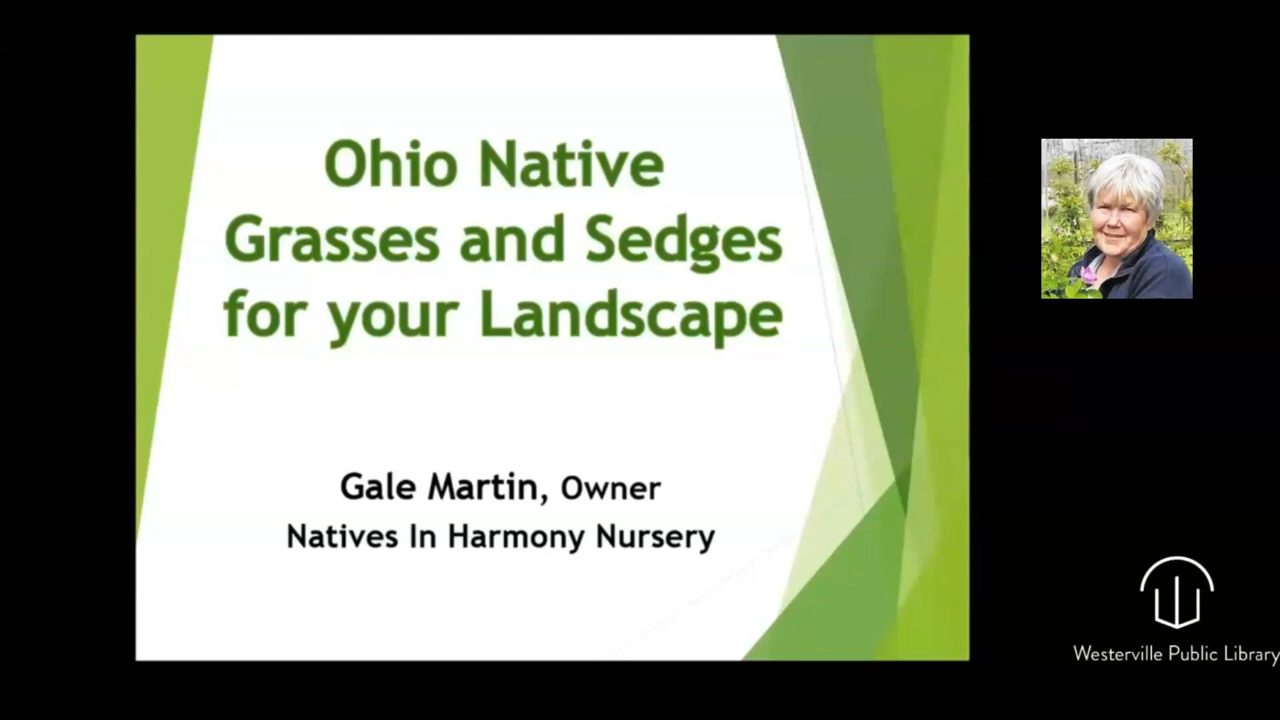 Ohio Native
Grasses and Sedges
for your Landscape
Gale Martin, Owner
Natives In Harmony Nursery
Westerville Public Library